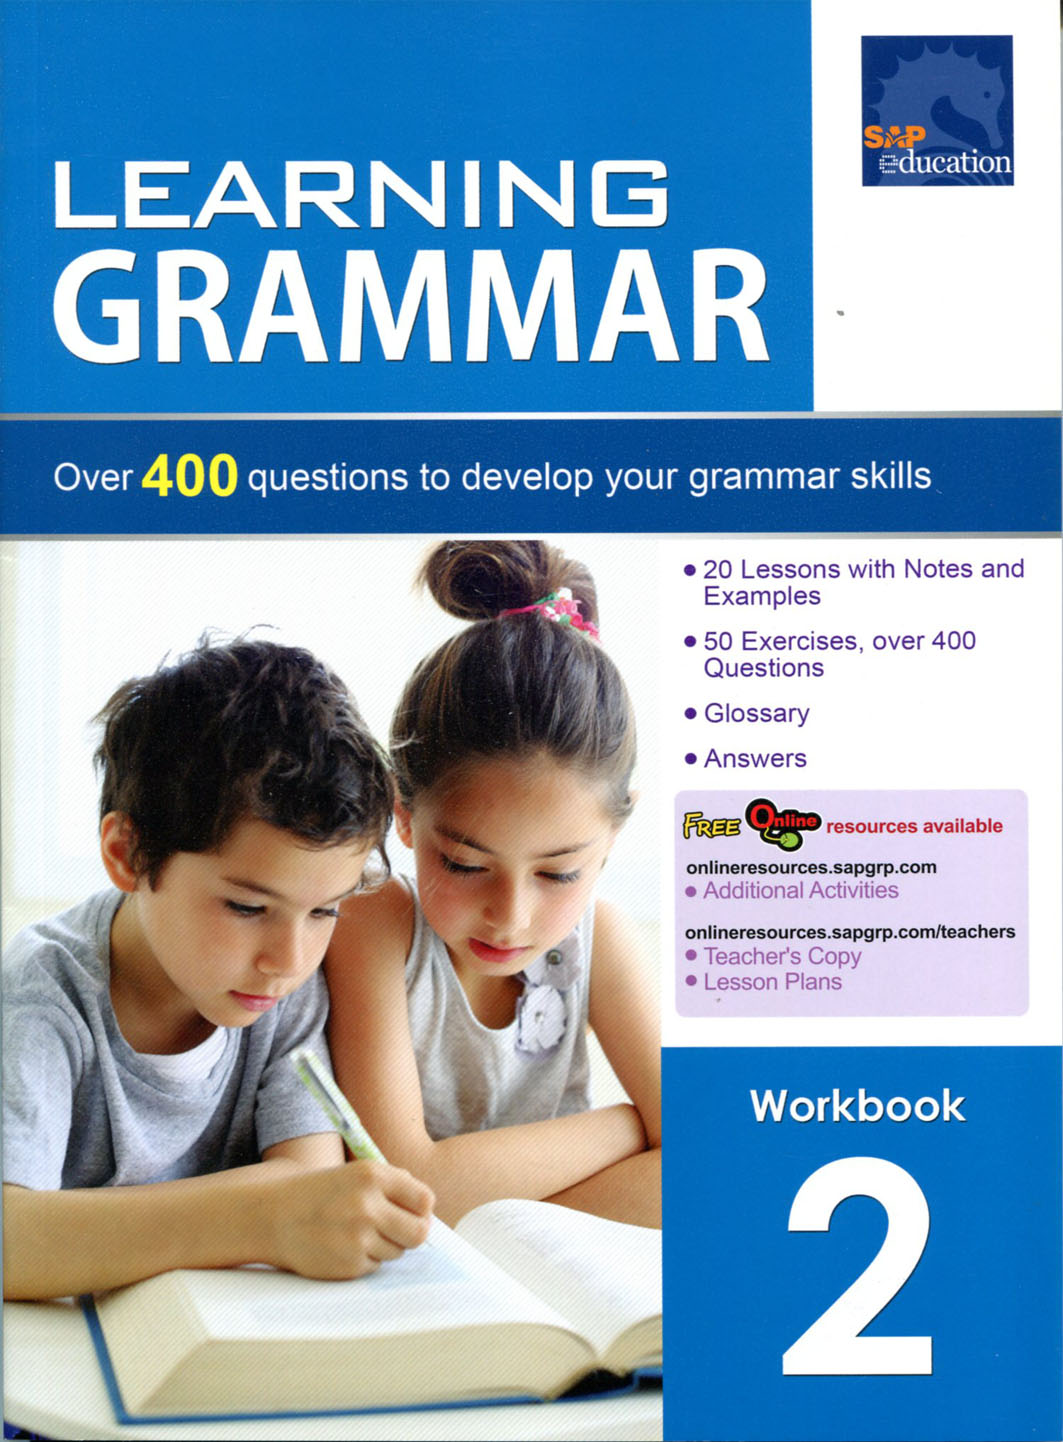 SAP
education
LEARNING
GRAMMAR
Over 400 questions to develop your grammar skills
• 20 Lessons with Notes and
Examples
• 50 Exercises, over 400
Questions
• Glossary
• Answers
FREE Online resources available
onlineresources.sapgrp.com
• Additional Activities
onlineresources.sapgrp.com/teachers
• Teacher's Copy
• Lesson Plans
Workbook
2